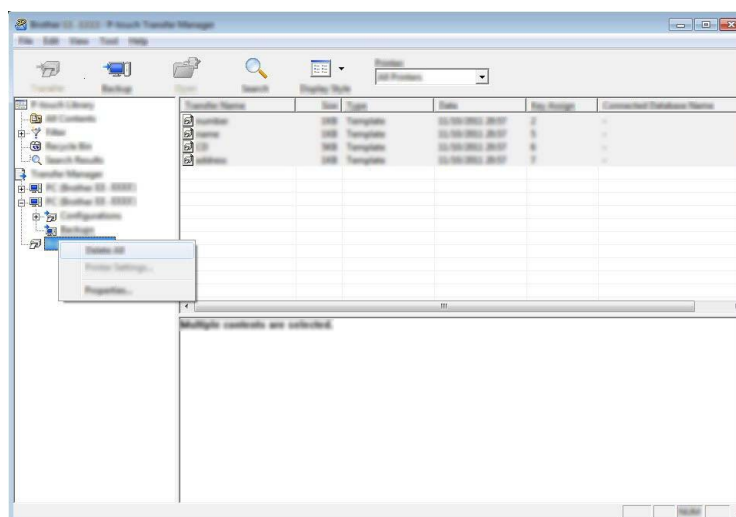 Brother XX-XXXX P-touch Transfer Manager
File Edit View Tool Help
Transfer Backup Open Search Display Style
Printer
All Printers
P-touch Library
All Contents
Filter
Recycle Bin
Search Results
Transfer Manager
PC (Brother XX-XXXX)
PC (Brother XX-XXXX)
Configurations
Backups
Delete All
Printer Settings...
Properties...
Transfer Name Size Type Date Key Assign Connected Database Name
number 1KB Template 2 -
name 1KB Template 5 -
CD Template 6 -
address 1KB Template 7 -
Multiple contents are selected.
NUM